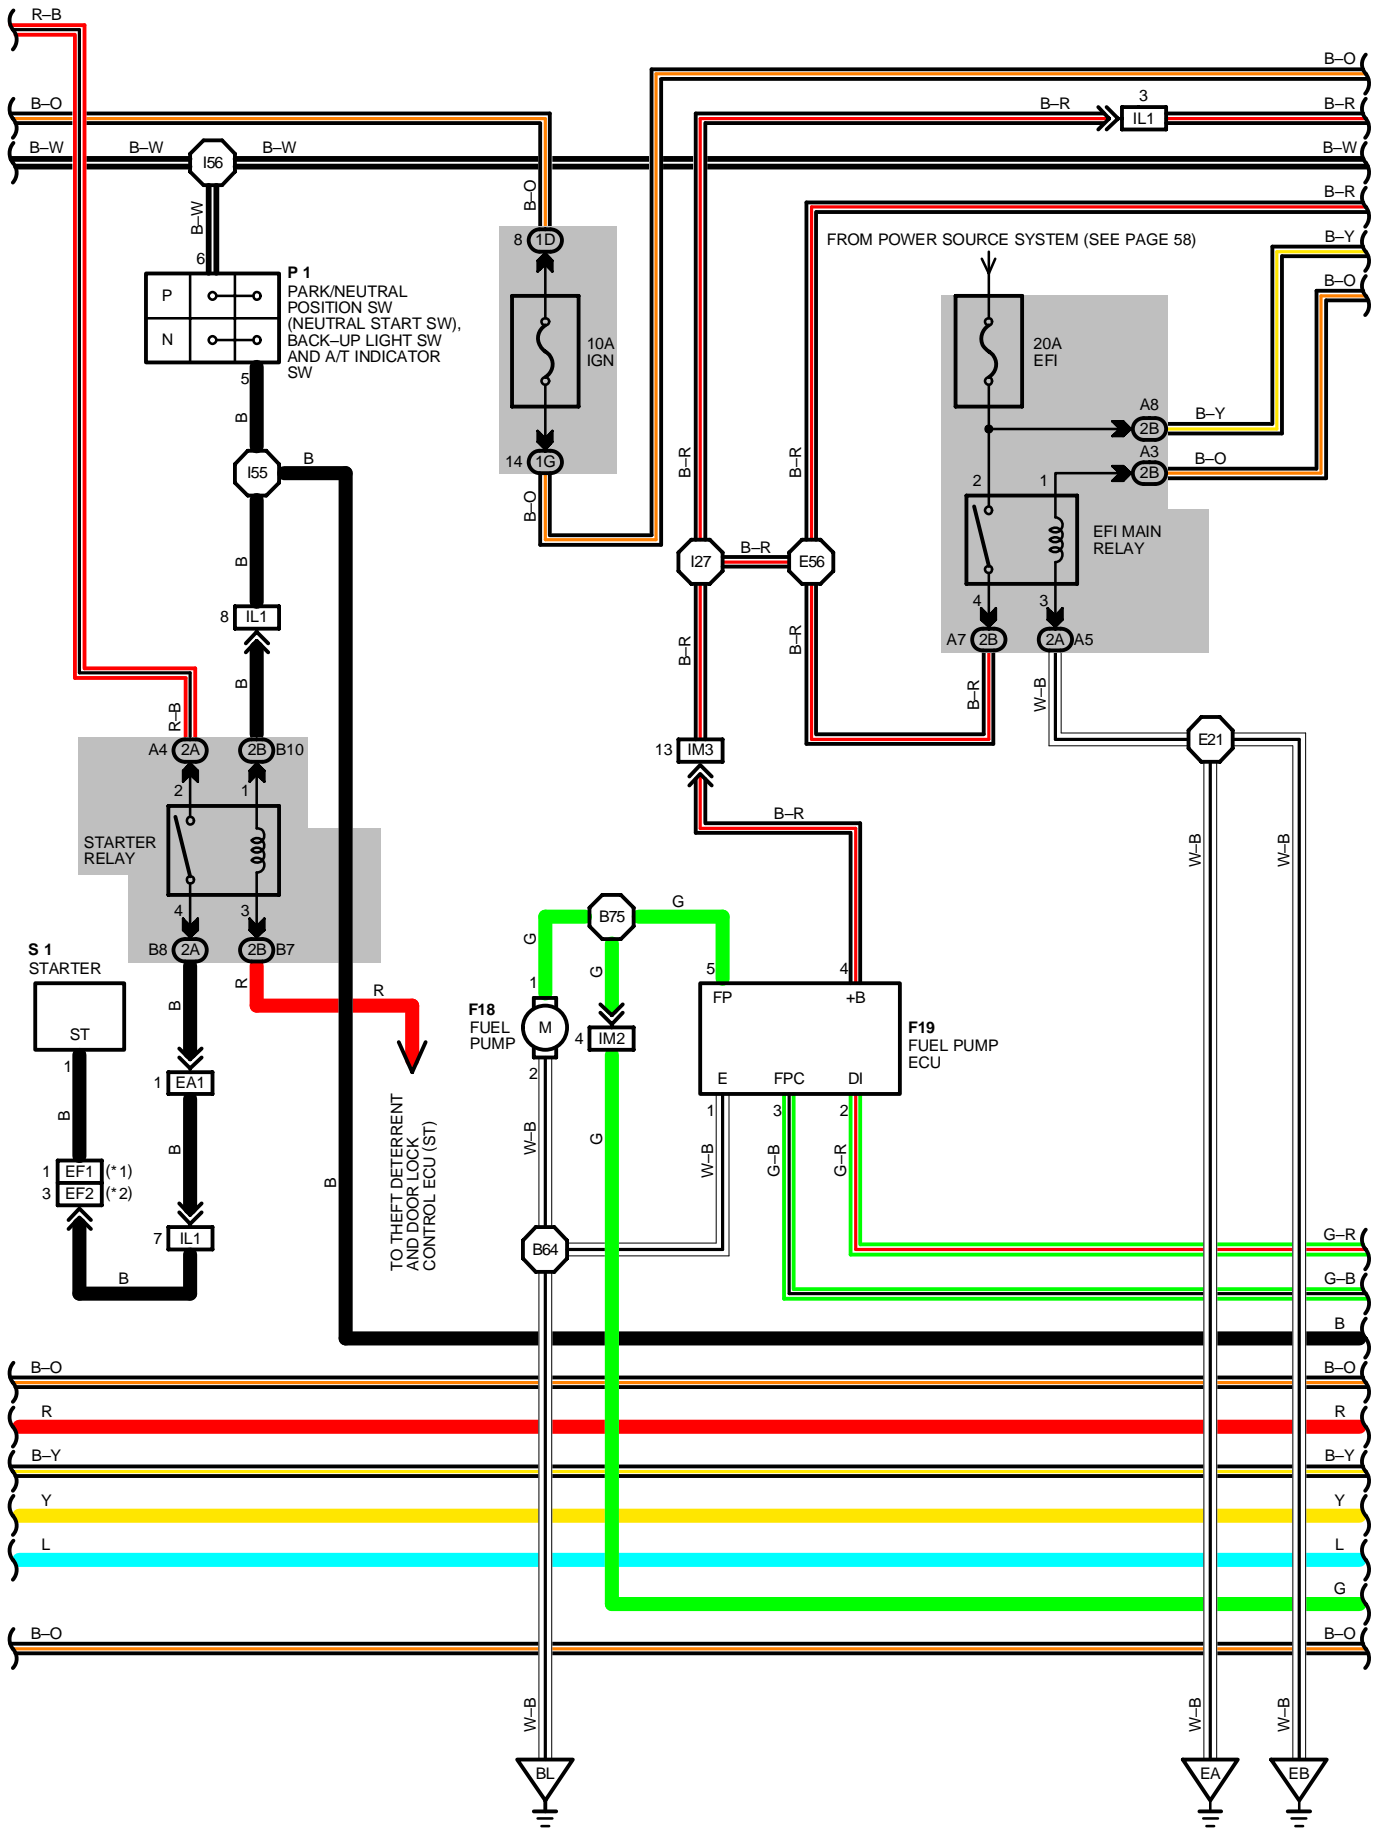 R–B
B–O
B–O
B–R
3
IL1
B–R
B–W
B–W
I56
B–W
B–W
B–O
B–R
B–W
6
8
1D
FROM POWER SOURCE SYSTEM (SEE PAGE 58)
B–Y
B–O
P 1
PARK/NEUTRAL
POSITION SW
(NEUTRAL START SW),
BACK–UP LIGHT SW
AND A/T INDICATOR
SW
P
N
5
B
10A
IGN
20A
EFI
A8
2B
B–Y
A3
2B
B–O
I55
B
14
1G
B–O
B–R
B–R
2
1
EFI MAIN
RELAY
B
I27
B–R
E56
4
3
8
IL1
A7
2B
2A
A5
B
B–R
B–R
B–R
W–B
R–B
A4
2A
2B
B10
13
IM3
E21
2
1
STARTER
RELAY
B–R
W–B
W–B
4
3
B8
2A
2B
B7
G
B75
G
G
5
4
S 1
STARTER
ST
1
B
R
R
1
F18
FUEL
PUMP
M
2
4
IM2
FP
+B
F19
FUEL PUMP
ECU
E
FPC
DI
1
EA1
1
3
2
B
B
B
W–B
G
W–B
G–B
G–R
TO THEFT DETERRENT
AND DOOR LOCK
CONTROL ECU (ST)
1
EF1
(*1)
3
EF2
(*2)
7
IL1
B
B64
G–R
G–B
B
B–O
B–O
R
R
B–Y
B–Y
Y
Y
L
L
G
B–O
B–O
W–B
W–B
W–B
BL
EA
EB